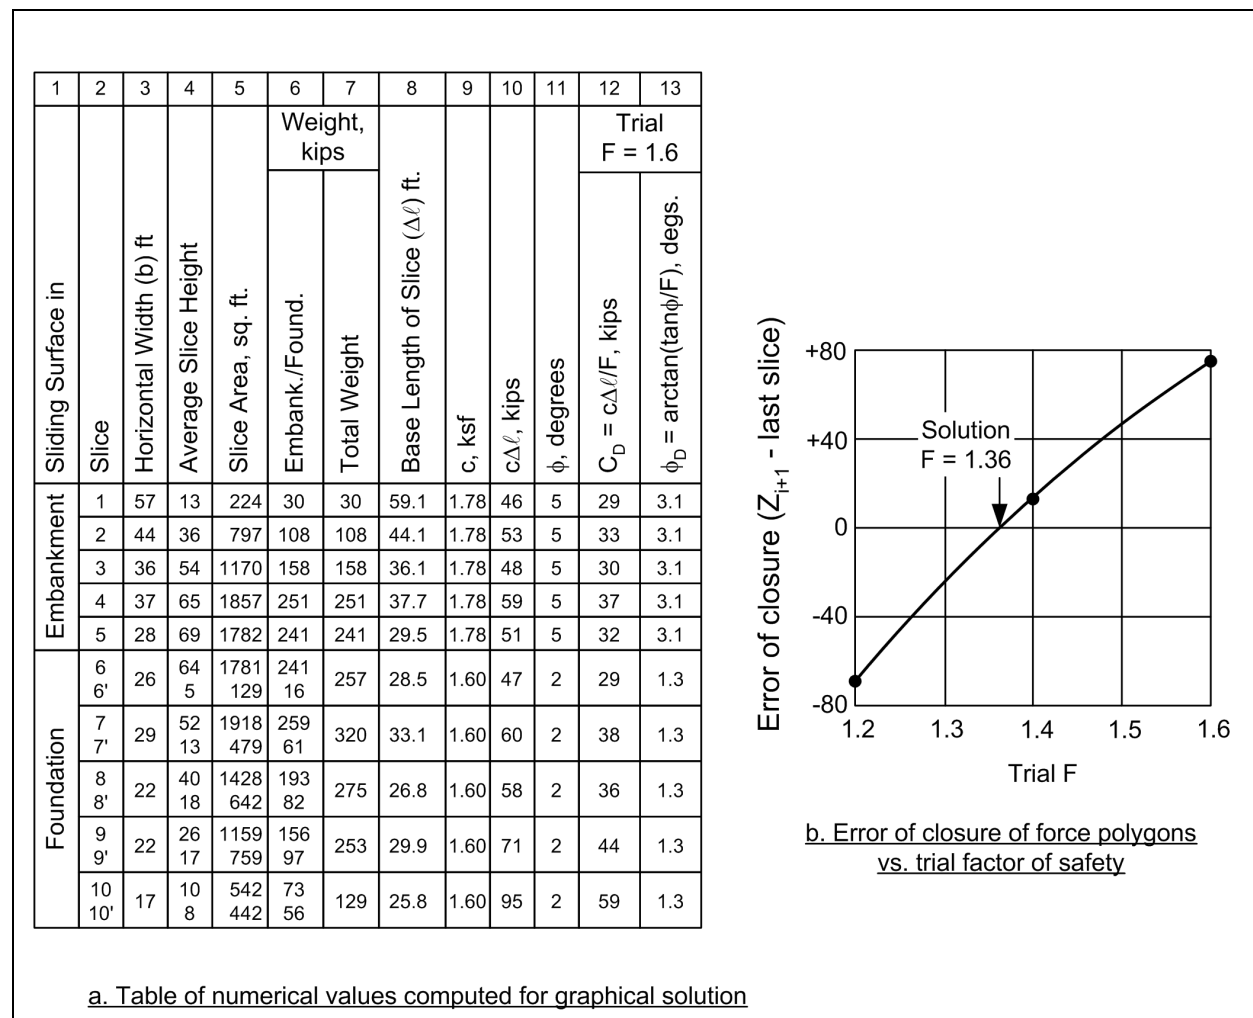 1 2 3 4 5 6 7 8 9 10 11 12 13
Sliding Surface in
Slice
Horizontal Width (b) ft
Average Slice Height
Slice Area, sq. ft.
Weight,
kips
Embank./Found.
Total Weight
Base Length of Slice (Δℓ) ft.
c, ksf
cΔℓ, kips
ϕ, degrees
Trial
F = 1.6
C_D = cΔℓ/F, kips
ϕ_D = arctan(tanϕ/F), degs.
Embankment
1 57 13 224 30 30 59.1 1.78 46 5 29 3.1
2 44 36 797 108 108 44.1 1.78 53 5 33 3.1
3 36 54 1170 158 158 36.1 1.78 48 5 30 3.1
4 37 65 1857 251 251 37.7 1.78 59 5 37 3.1
5 28 69 1782 241 241 29.5 1.78 51 5 32 3.1
Foundation
6 64 1781 241
26 257 28.5 1.60 47 2 29 1.3
6' 5 129 16
7 52 1918 259
29 320 33.1 1.60 60 2 38 1.3
7' 13 479 61
8 40 1428 193
22 275 26.8 1.60 58 2 36 1.3
8' 18 642 82
9 26 1159 156
22 253 29.9 1.60 71 2 44 1.3
9' 17 759 97
10 10 542 73
17 129 25.8 1.60 95 2 59 1.3
10' 8 442 56
a. Table of numerical values computed for graphical solution
Error of closure (Z_{i+1} - last slice)
+80
+40
0
-40
-80
Solution
F = 1.36
1.2 1.3 1.4 1.5 1.6
Trial F
b. Error of closure of force polygons
vs. trial factor of safety